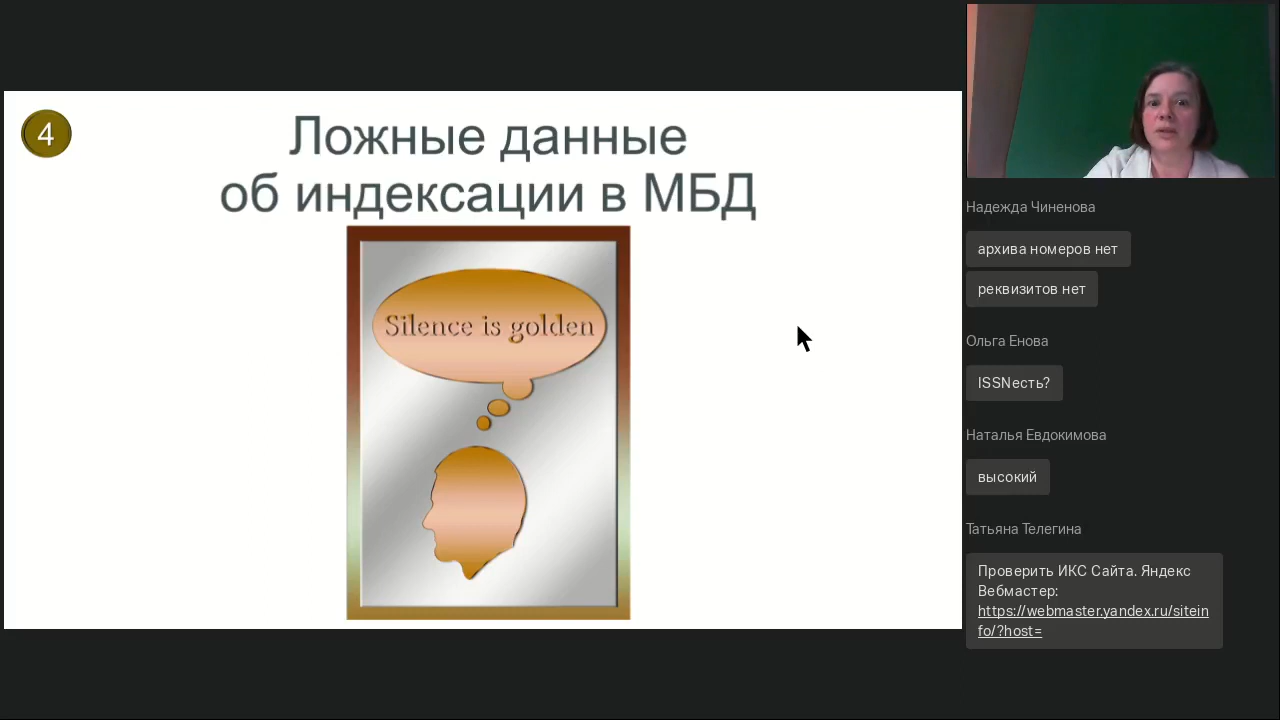 4
Ложные данные
об индексации в МБД
Silence is golden
Надежда Чиненова
архива номеров нет
реквизитов нет
Ольга Енова
ISSNесть?
Наталья Евдокимова
высокий
Татьяна Телегина
Проверить ИКС Сайта. Яндекс
Вебмастер:
https://webmaster.yandex.ru/sitein
fo/?host=